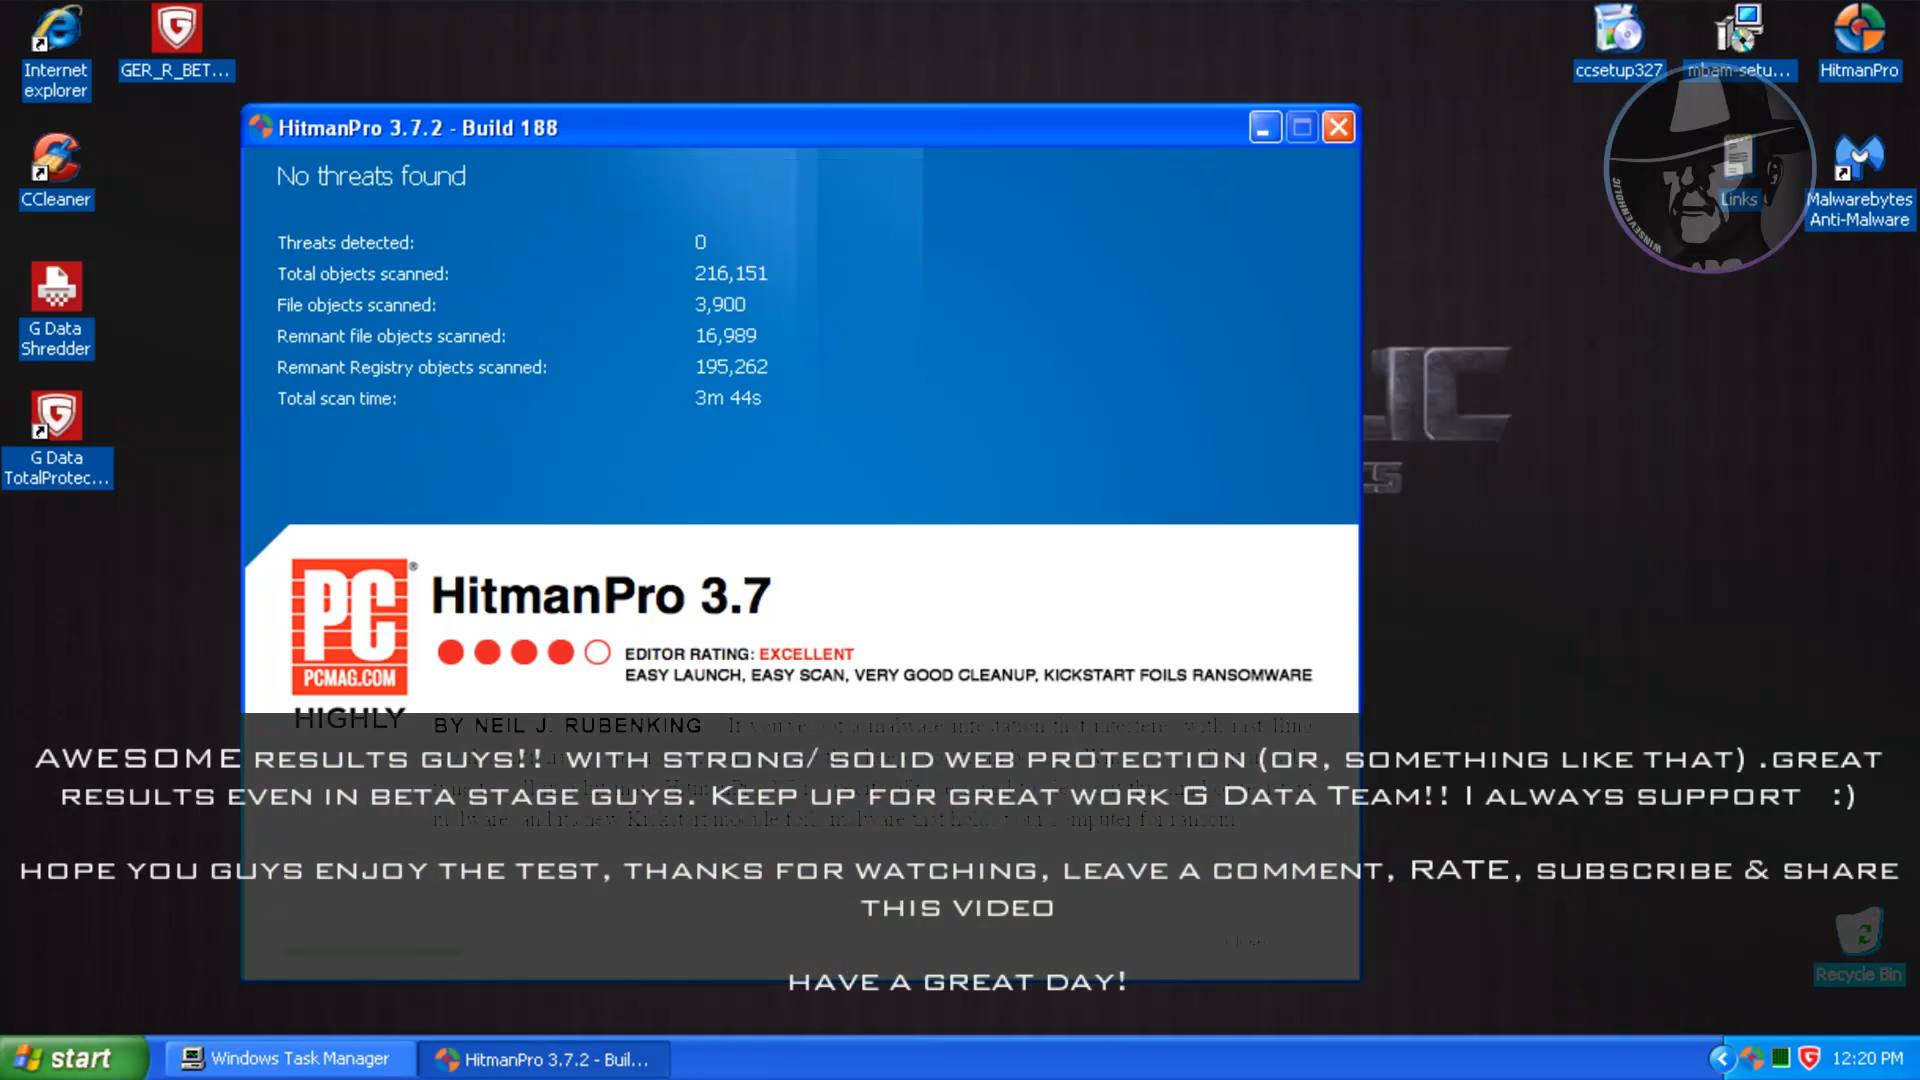 Internet
explorer
GER_R_BET...
ccsetup327
mbam-setu...
HitmanPro
CCleaner
Links
Malwarebytes
Anti-Malware
WINSEVENHOLIC
G Data
Shredder
G Data
TotalProtec...
HitmanPro 3.7.2 - Build 188
No threats found
Threats detected: 0
Total objects scanned: 216,151
File objects scanned: 3,900
Remnant file objects scanned: 16,989
Remnant Registry objects scanned: 195,262
Total scan time: 3m 44s
PC®
PCMAG.COM
HitmanPro 3.7
EDITOR RATING: EXCELLENT
EASY LAUNCH, EASY SCAN, VERY GOOD CLEANUP, KICKSTART FOILS RANSOMWARE
HIGHLY
BY NEIL J. RUBENKING
AWESOME RESULTS GUYS!! WITH STRONG/ SOLID WEB PROTECTION (OR, SOMETHING LIKE THAT) .GREAT
RESULTS EVEN IN BETA STAGE GUYS. KEEP UP FOR GREAT WORK G DATA TEAM!! I ALWAYS SUPPORT :)
HOPE YOU GUYS ENJOY THE TEST, THANKS FOR WATCHING, LEAVE A COMMENT, RATE, SUBSCRIBE & SHARE
THIS VIDEO
HAVE A GREAT DAY!
Recycle Bin
start
Windows Task Manager
HitmanPro 3.7.2 - Buil...
12:20 PM